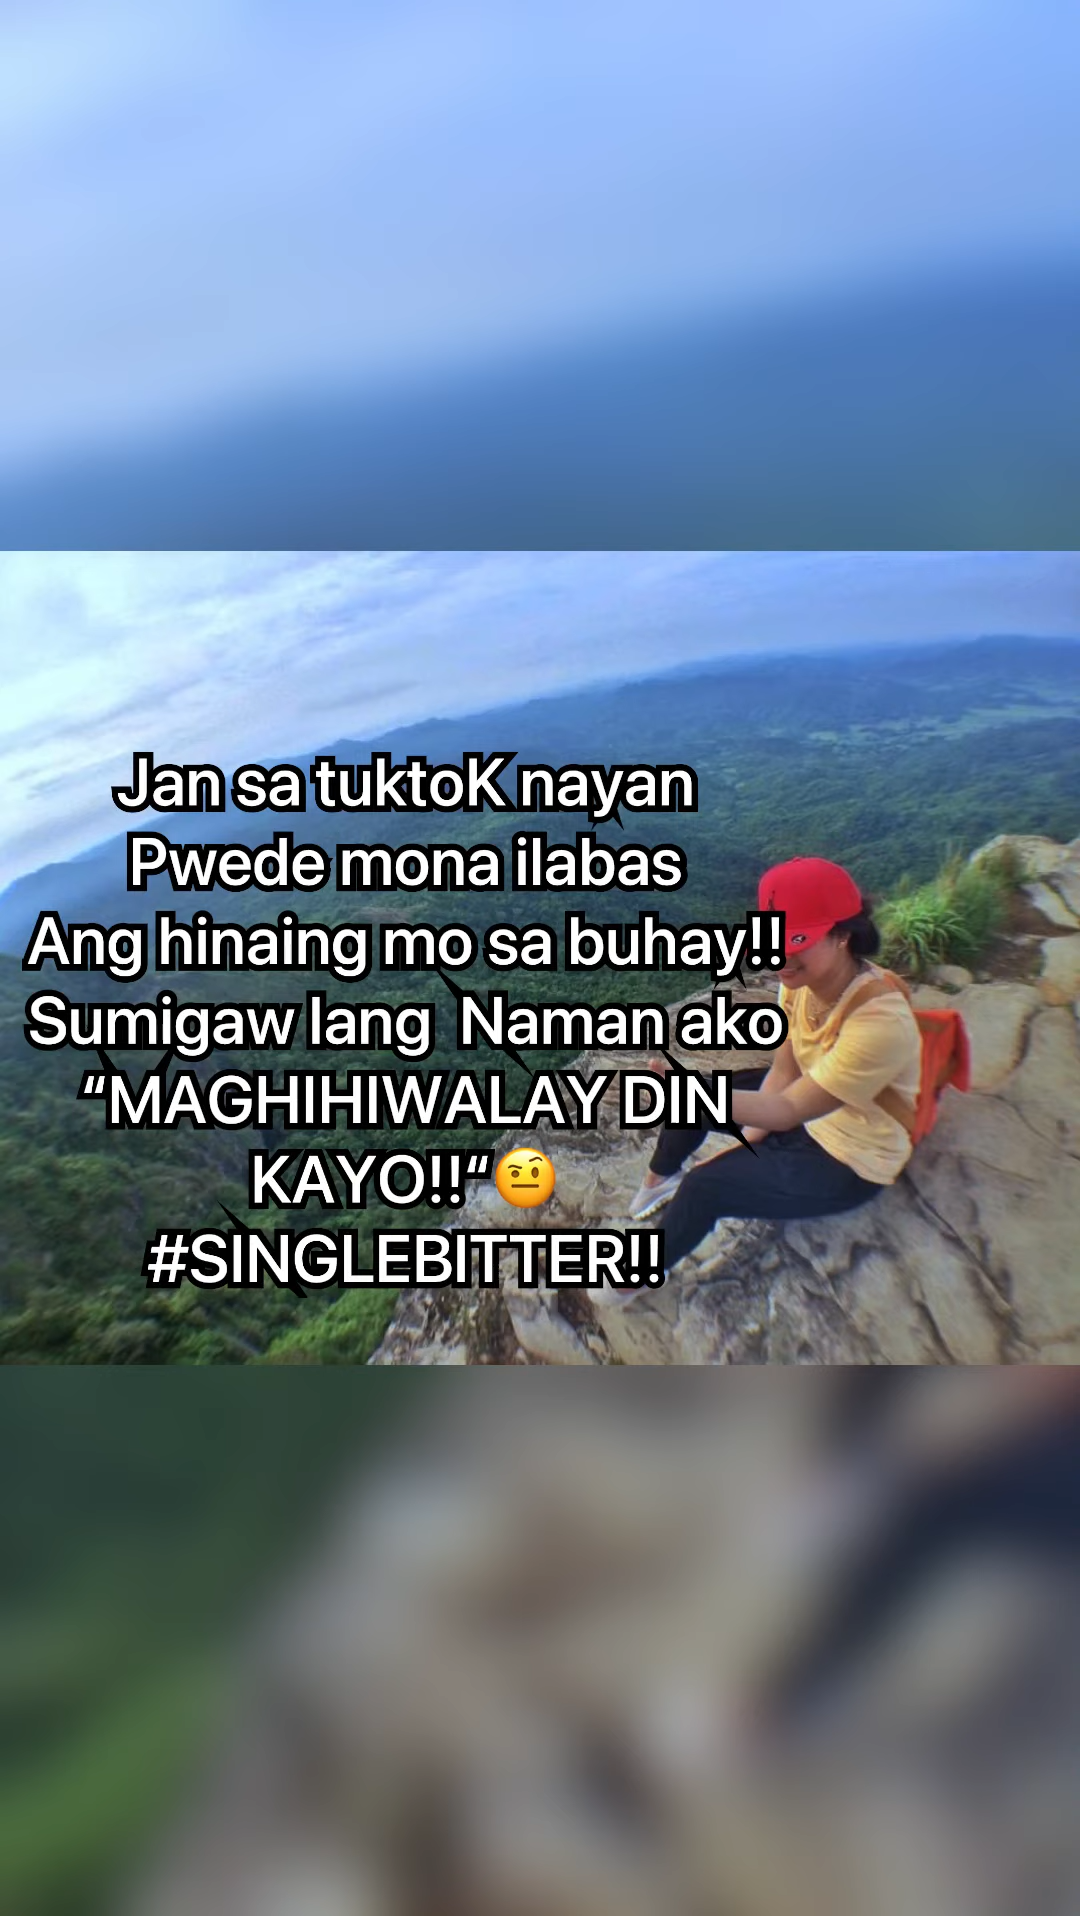 Jan sa tuktoK nayan
Pwede mona ilabas
Ang hinaing mo sa buhay!!
Sumigaw lang  Naman ako
“MAGHIHIWALAY DIN
KAYO!!“🤨
#SINGLEBITTER!!